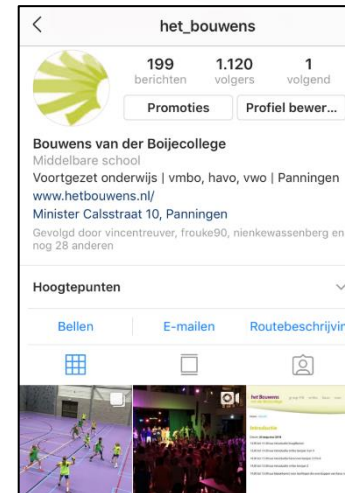 het_bouwens
199 1.120 1
berichten volgers volgend
Promoties Profiel bewer...
Bouwens van der Boijecollege
Middelbare school
Voortgezet onderwijs | vmbo, havo, vwo | Panningen
www.hetbouwens.nl/
Minister Calsstraat 10, Panningen
Gevolgd door vincentreuver, frouke90, nienkewassenberg en
nog 28 anderen
Hoogtepunten
Bellen E-mailen Routebeschrijvin
het Bouwens
Introductie